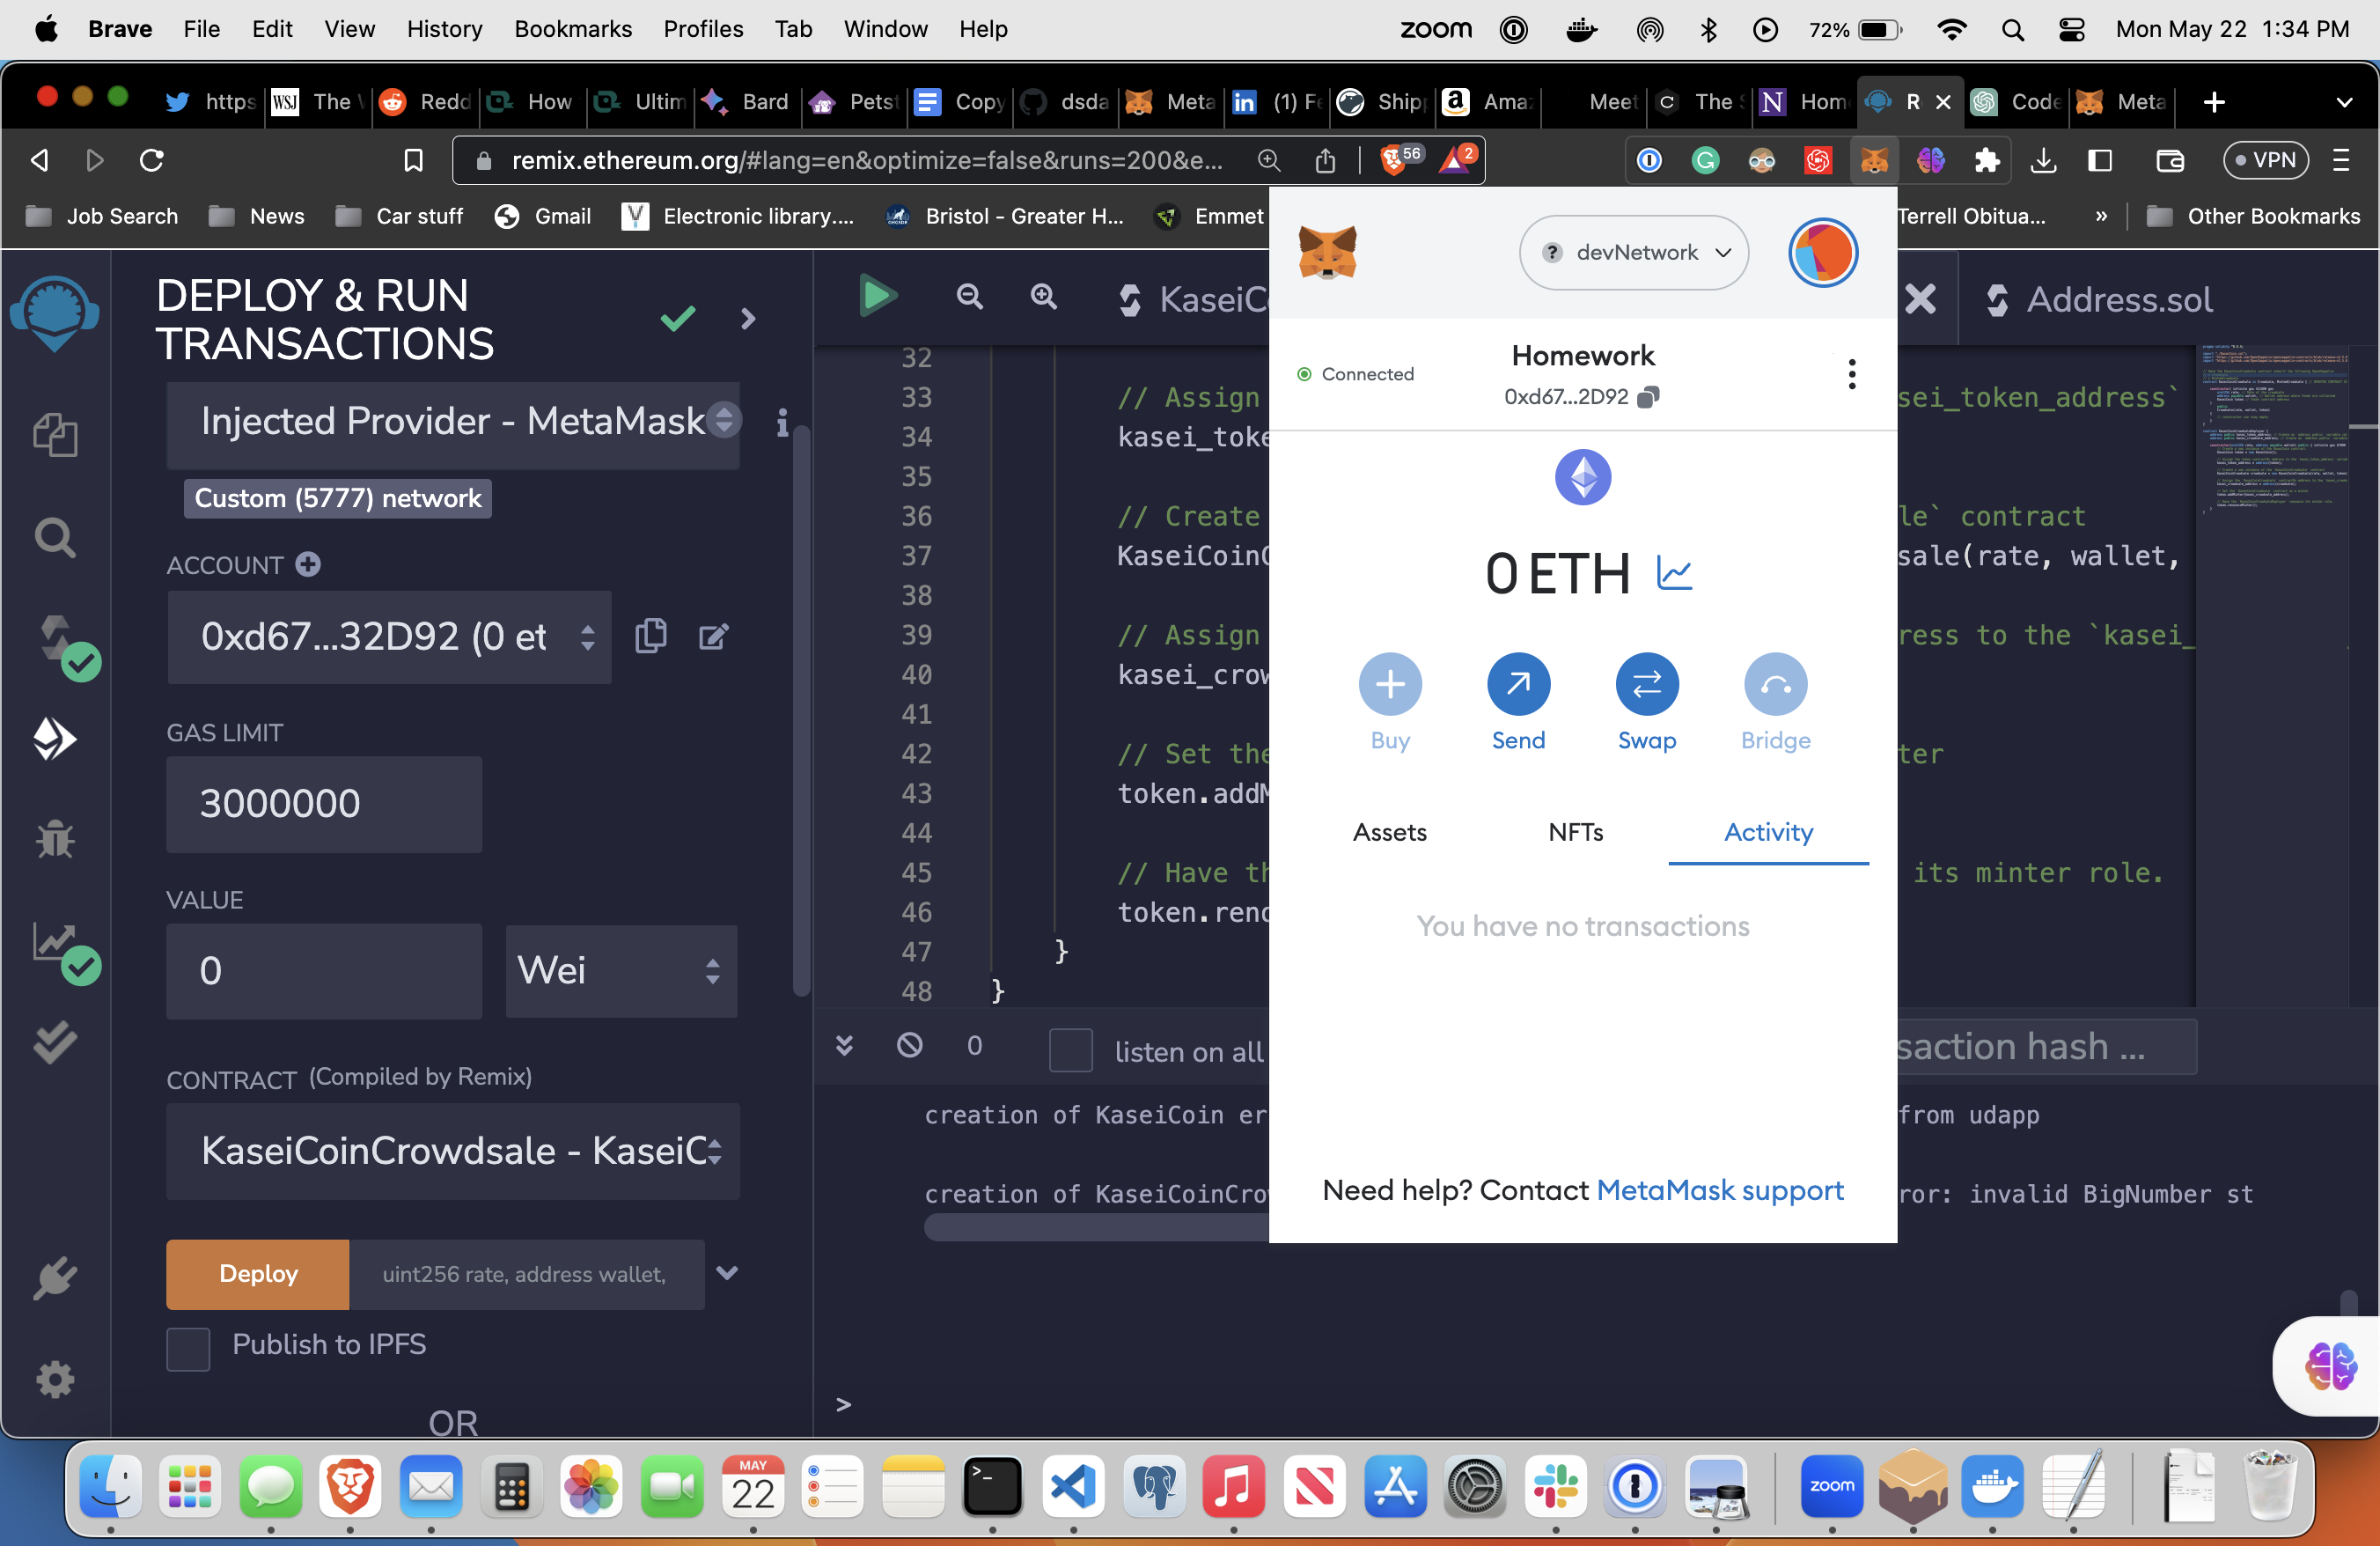 Brave File Edit View History Bookmarks Profiles Tab Window Help zoom 72% Mon May 22 1:34 PM
https WSJ The Redd How Ultim Bard Petst Copy dsda Meta (1) F Ship Ama Meet The Hom R Code Meta
remix.ethereum.org/#lang=en&optimize=false&runs=200&e... 56 2 VPN
Job Search News Car stuff Gmail Electronic library.... Bristol - Greater H... Emmet Terrell Obitua... » Other Bookmarks
DEPLOY & RUN
TRANSACTIONS
Injected Provider - MetaMask
Custom (5777) network
ACCOUNT
0xd67...32D92 (0 et
GAS LIMIT
3000000
VALUE
0 Wei
CONTRACT (Compiled by Remix)
KaseiCoinCrowdsale - KaseiC
Deploy uint256 rate, address wallet,
Publish to IPFS
OR
KaseiC Address.sol
32
33 // Assign sei_token_address`
34 kasei_toke
35
36 // Create le` contract
37 KaseiCoin sale(rate, wallet,
38
39 // Assign ress to the `kasei_
40 kasei_crow
41
42 // Set the ter
43 token.addM
44
45 // Have th its minter role.
46 token.reno
47 }
48 }
0 listen on all saction hash ...
creation of KaseiCoin er from udapp
creation of KaseiCoinCro ror: invalid BigNumber st
>
devNetwork
Connected
Homework
0xd67...2D92
0 ETH
Buy Send Swap Bridge
Assets NFTs Activity
You have no transactions
Need help? Contact MetaMask support
MAY
22
zoom